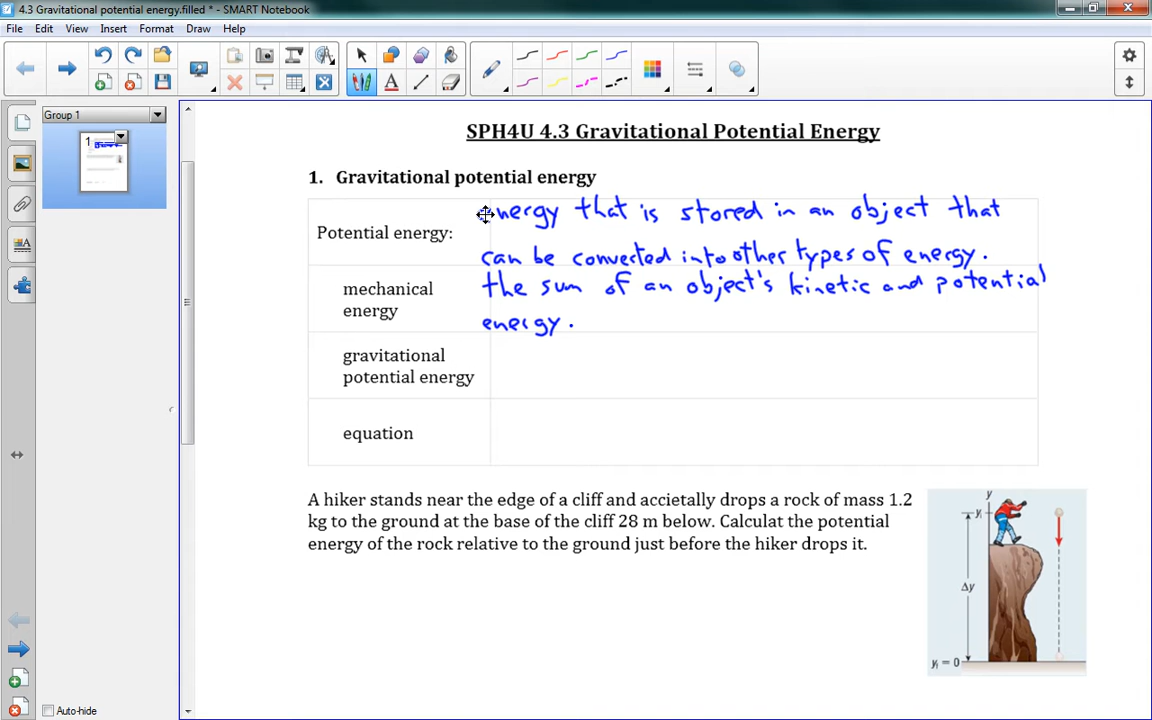 4.3 Gravitational potential energy.filled * - SMART Notebook
File Edit View Insert Format Draw Help
Group 1
1
SPH4U 4.3 Gravitational Potential Energy
1. Gravitational potential energy
Potential energy:
energy that is stored in an object that
can be converted into other types of energy.
mechanical
energy
the sum of an object's kinetic and potential
energy.
gravitational
potential energy
equation
A hiker stands near the edge of a cliff and accietally drops a rock of mass 1.2
kg to the ground at the base of the cliff 28 m below. Calculat the potential
energy of the rock relative to the ground just before the hiker drops it.
y
Δy
Auto-hide